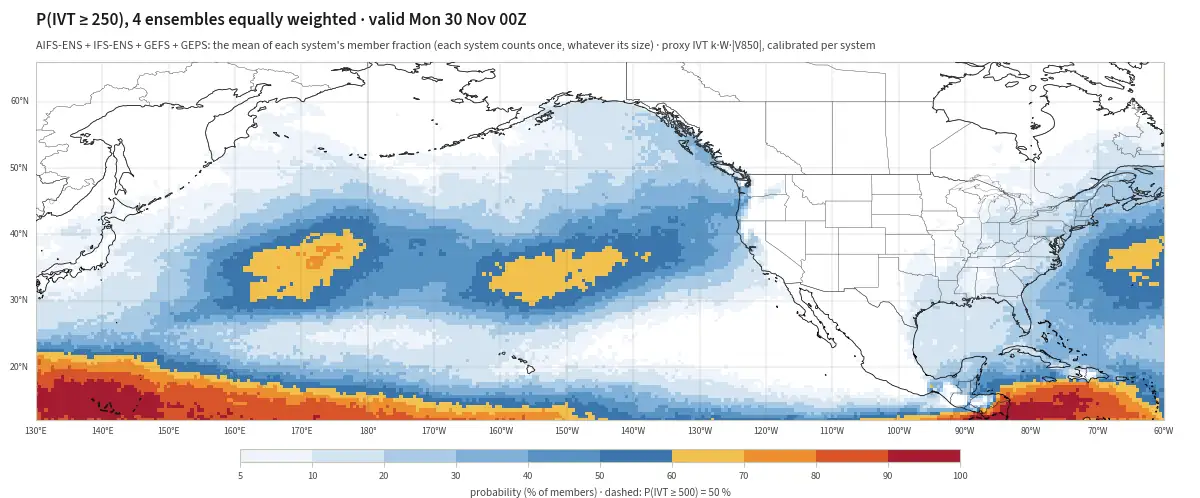 P(IVT ≥ 250), 4 ensembles equally weighted · valid Mon 30 Nov 00Z
AIFS-ENS + IFS-ENS + GEFS + GEPS: the mean of each system's member fraction (each system counts once, whatever its size) · proxy IVT k·W·|V850|, calibrated per system
60°N
50°N
40°N
30°N
20°N
130°E 140°E 150°E 160°E 170°E 180° 170°W 160°W 150°W 140°W 130°W 120°W 110°W 100°W 90°W 80°W 70°W 60°W
5 10 20 30 40 50 60 70 80 90 100
probability (% of members) · dashed: P(IVT ≥ 500) = 50 %